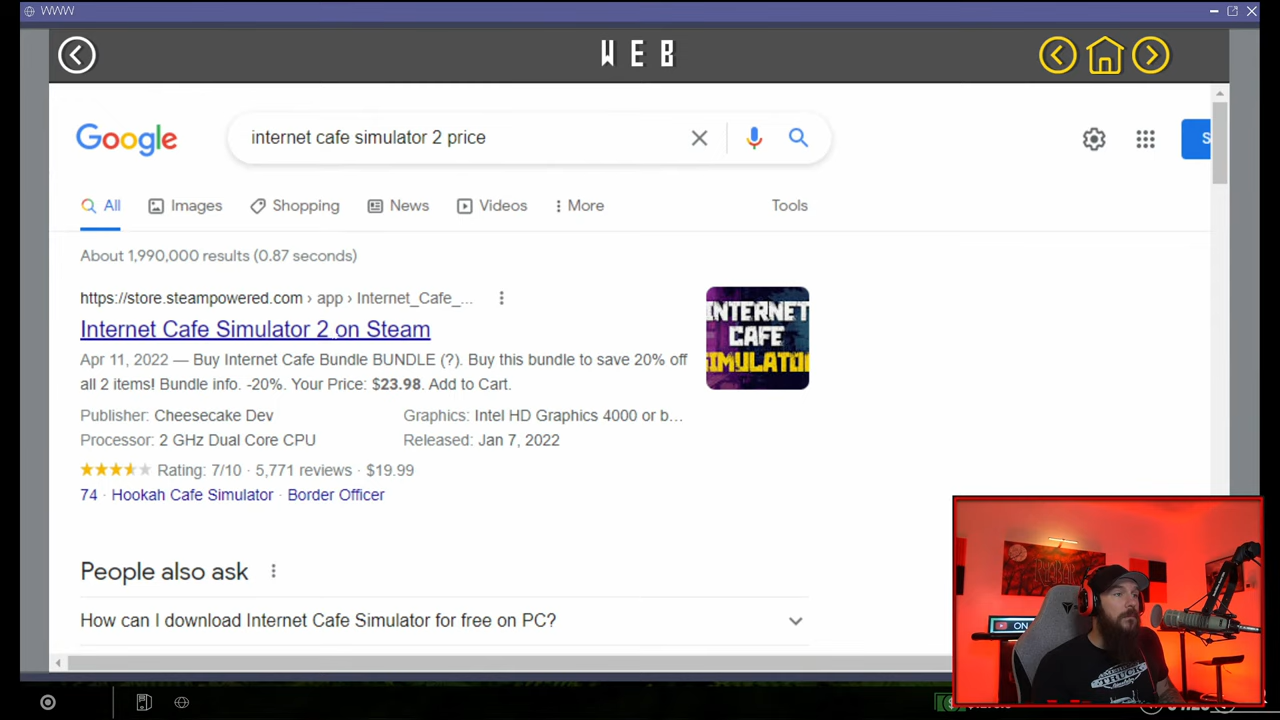 WWW
WEB
Google
internet cafe simulator 2 price
S
All
Images
Shopping
News
Videos
More
Tools
About 1,990,000 results (0.87 seconds)
https://store.steampowered.com › app › Internet_Cafe_...
Internet Cafe Simulator 2 on Steam
Apr 11, 2022 — Buy Internet Cafe Bundle BUNDLE (?). Buy this bundle to save 20% off
all 2 items! Bundle info. -20%. Your Price: $23.98. Add to Cart.
Publisher: Cheesecake Dev
Graphics: Intel HD Graphics 4000 or b...
Processor: 2 GHz Dual Core CPU
Released: Jan 7, 2022
Rating: 7/10 · 5,771 reviews · $19.99
74 · Hookah Cafe Simulator · Border Officer
INTERNET
CAFE
SIMULATOR
People also ask
How can I download Internet Cafe Simulator for free on PC?
ON